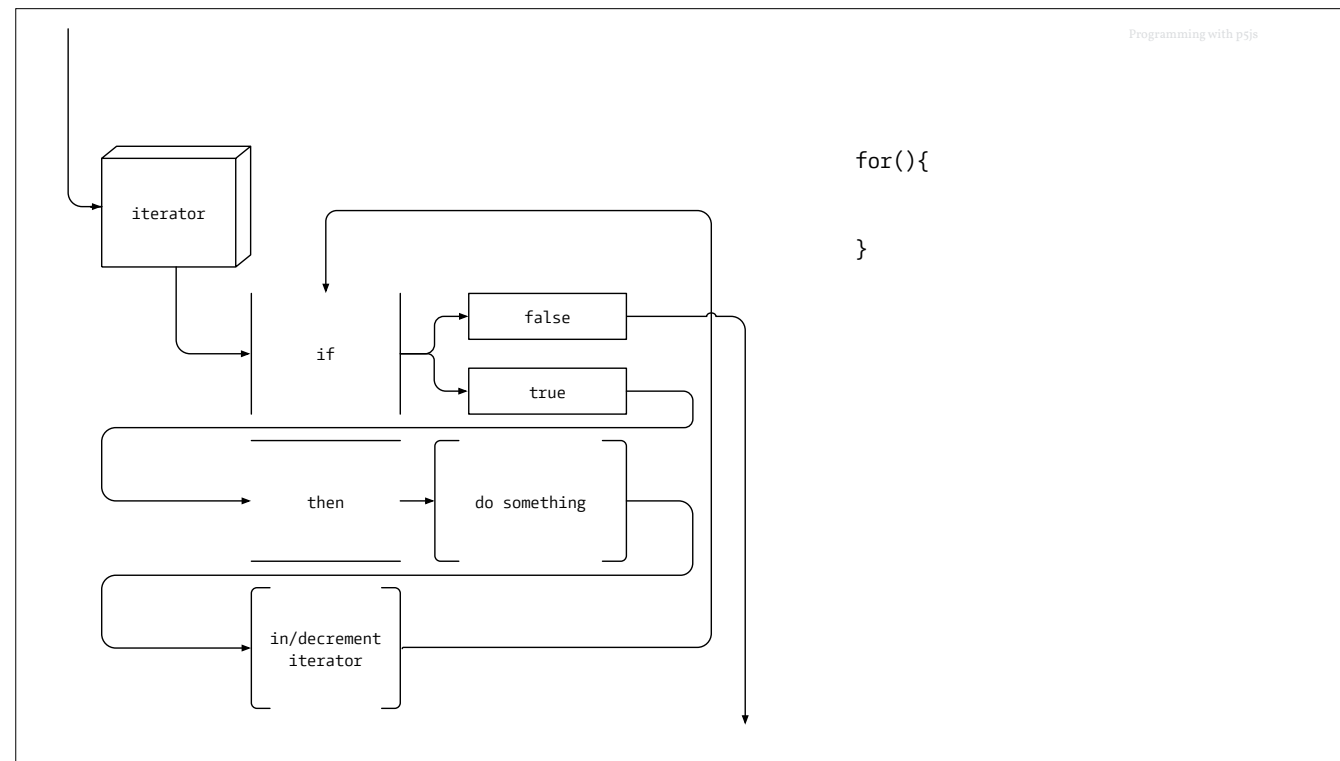 Programming with p5js
for(){
}
iterator
if
false
true
then
do something
in/decrement
iterator